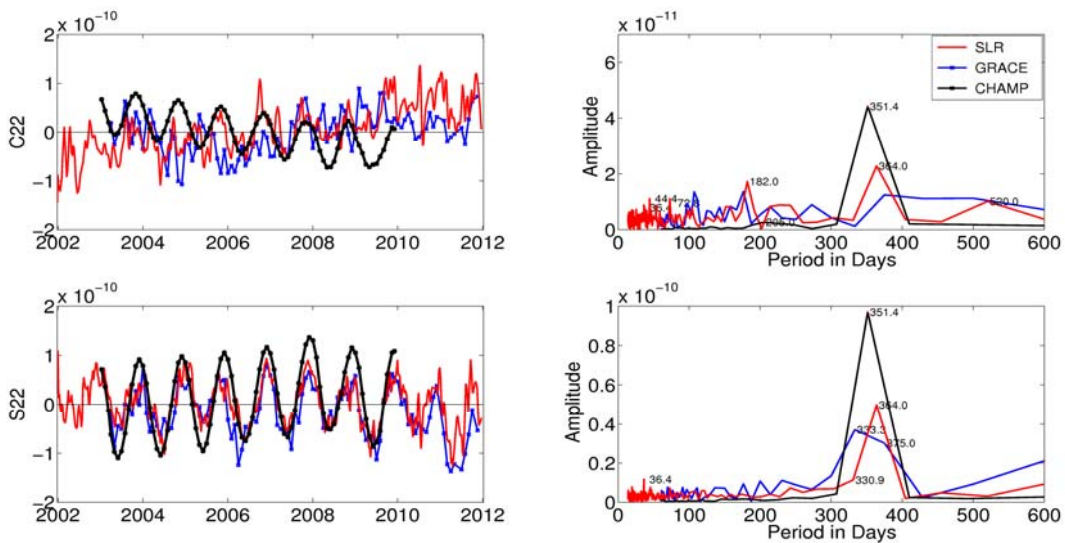 x 10⁻¹⁰
2
1
0
−1
−2
C22
2002 2004 2006 2008 2010 2012
x 10⁻¹¹
6
4
2
0
Amplitude
SLR
GRACE
CHAMP
351.4
364.0
182.0
44.4
520.0
0 100 200 300 400 500 600
Period in Days
x 10⁻¹⁰
2
1
0
−1
−2
S22
2002 2004 2006 2008 2010 2012
x 10⁻¹⁰
1
0.8
0.6
0.4
0.2
0
Amplitude
351.4
364.0
333.3
375.0
330.9
36.4
0 100 200 300 400 500 600
Period in Days